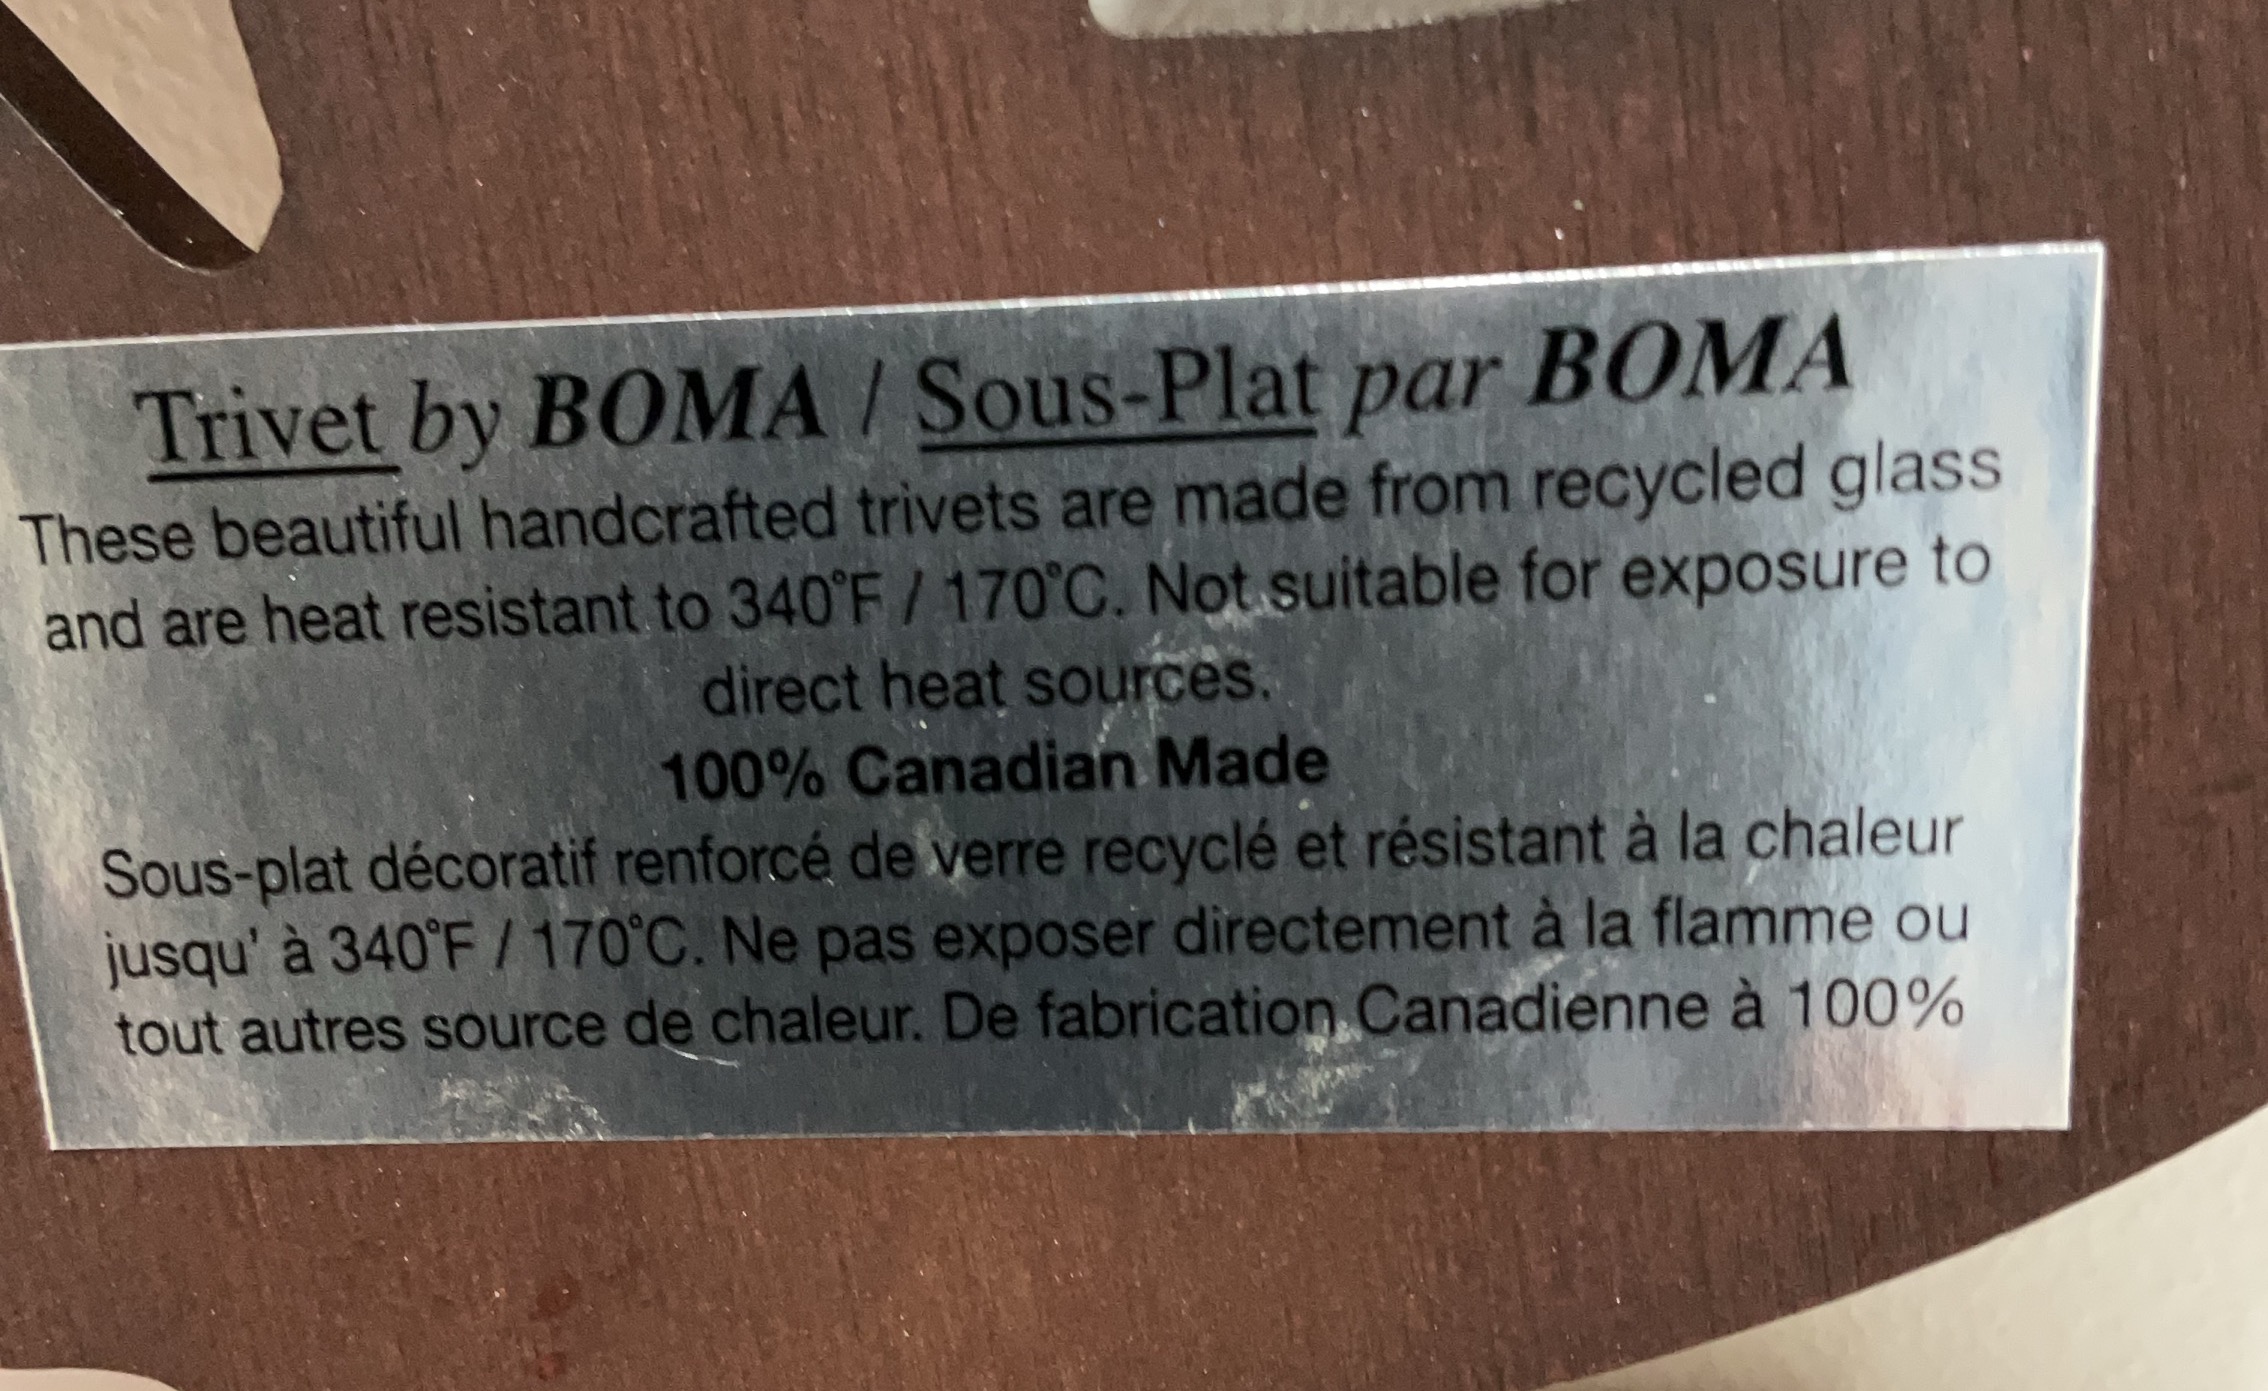 Trivet by BOMA / Sous-Plat par BOMA
These beautiful handcrafted trivets are made from recycled glass
and are heat resistant to 340°F / 170°C. Not suitable for exposure to
direct heat sources.
100% Canadian Made
Sous-plat décoratif renforcé de verre recyclé et résistant à la chaleur
jusqu' à 340°F / 170°C. Ne pas exposer directement à la flamme ou
tout autres source de chaleur. De fabrication Canadienne à 100%